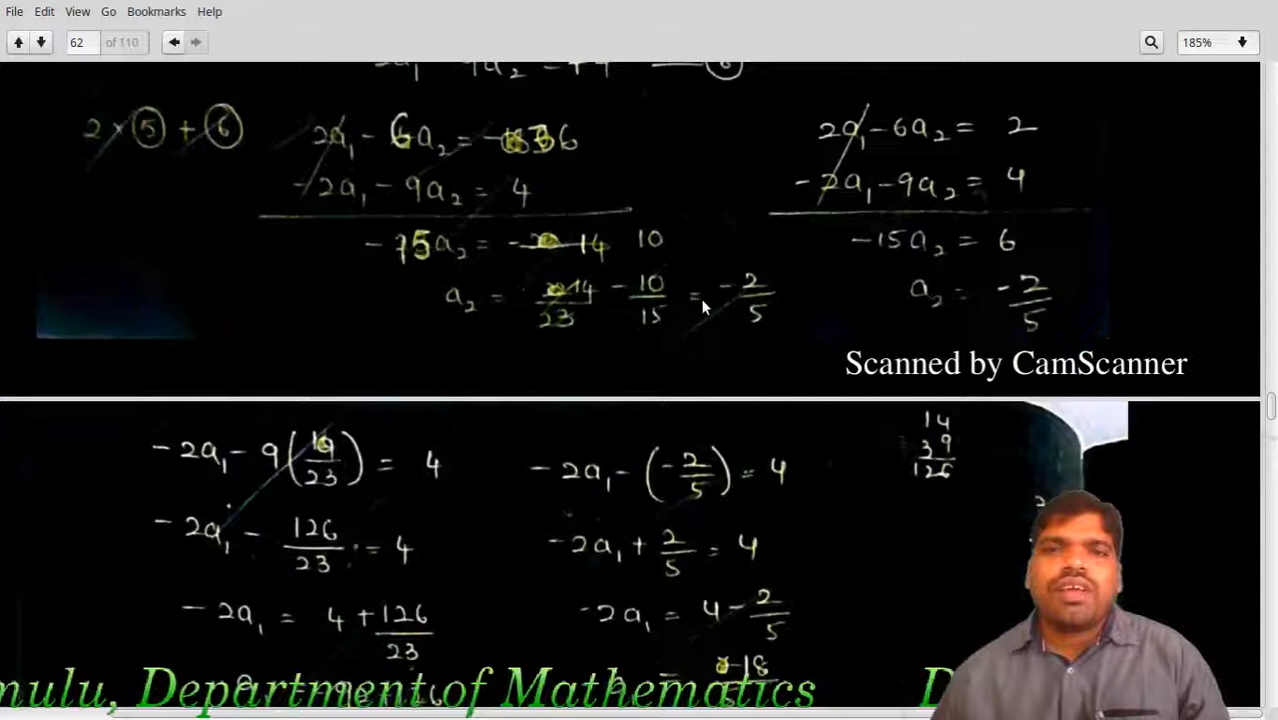 File Edit View Go Bookmarks Help
62 of 110
185%
2 × ⑤ + ⑥
2a₁ - 6a₂ = 6
-2a₁ - 9a₂ = 4
-15a₂ = 14 10
a₂ = 14/23 -10/15 = -2/5
2a₁ - 6a₂ = 2
-2a₁ - 9a₂ = 4
-15a₂ = 6
a₂ = -2/5
Scanned by CamScanner
-2a₁ - 9(14/23) = 4
-2a₁ - 126/23 = 4
-2a₁ = 4 + 126/23
-2a₁ - (-2/5) = 4
-2a₁ + 2/5 = 4
-2a₁ = 4 - 2/5
= -18
14
39
126
mulu, Department of Mathematics D